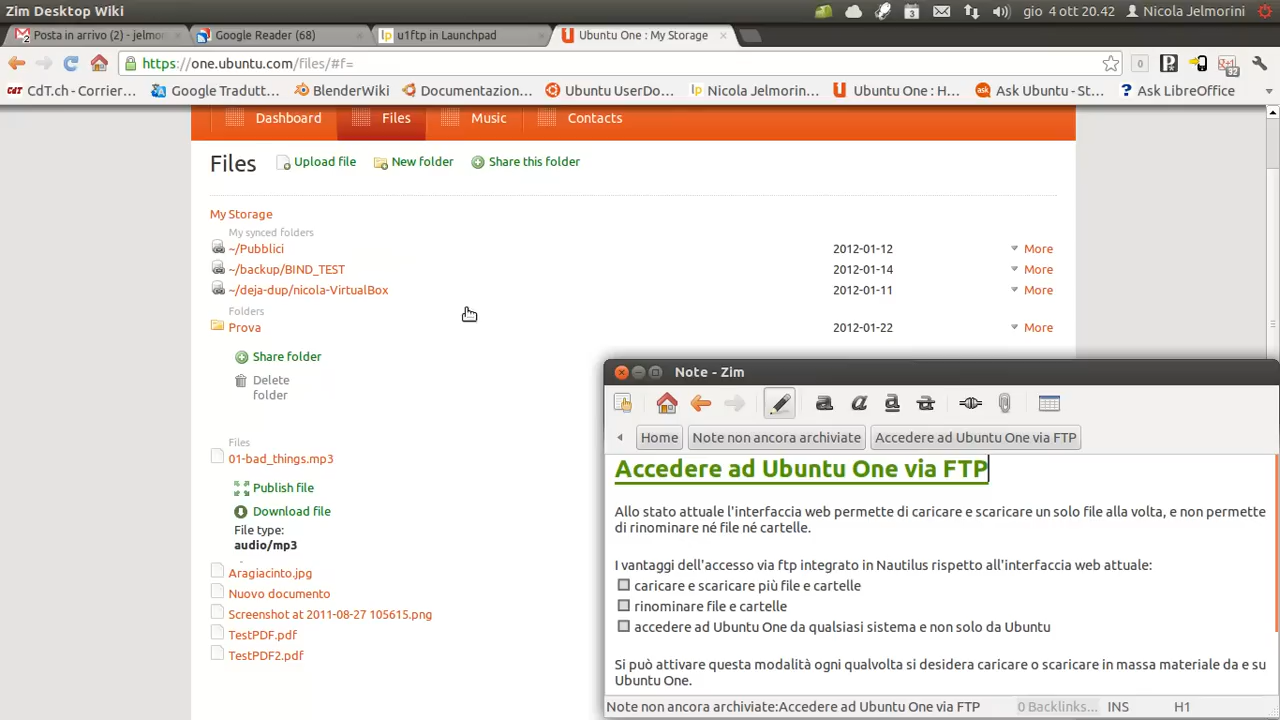 Zim Desktop Wiki
gio 4 ott 20.42
Nicola Jelmorini
Posta in arrivo (2) - jelmo
Google Reader (68)
u1ftp in Launchpad
Ubuntu One : My Storage
https://one.ubuntu.com/files/#f=
0
32
CdT.ch - Corrier...
Google Tradutt...
BlenderWiki
Documentazion...
Ubuntu UserDo...
Nicola Jelmorin...
Ubuntu One : H...
Ask Ubuntu - St...
Ask LibreOffice
Dashboard
Files
Music
Contacts
Files
Upload file
New folder
Share this folder
My Storage
My synced folders
~/Pubblici 2012-01-12 More
~/backup/BIND_TEST 2012-01-14 More
~/deja-dup/nicola-VirtualBox 2012-01-11 More
Folders
Prova 2012-01-22 More
Share folder
Delete
folder
Files
01-bad_things.mp3
Publish file
Download file
File type:
audio/mp3
Aragiacinto.jpg
Nuovo documento
Screenshot at 2011-08-27 105615.png
TestPDF.pdf
TestPDF2.pdf
Note - Zim
Home
Note non ancora archiviate
Accedere ad Ubuntu One via FTP
Accedere ad Ubuntu One via FTP
Allo stato attuale l'interfaccia web permette di caricare e scaricare un solo file alla volta, e non permette
di rinominare né file né cartelle.
I vantaggi dell'accesso via ftp integrato in Nautilus rispetto all'interfaccia web attuale:
caricare e scaricare più file e cartelle
rinominare file e cartelle
accedere ad Ubuntu One da qualsiasi sistema e non solo da Ubuntu
Si può attivare questa modalità ogni qualvolta si desidera caricare o scaricare in massa materiale da e su
Ubuntu One.
Note non ancora archiviate:Accedere ad Ubuntu One via FTP
0 Backlinks...
INS
H1